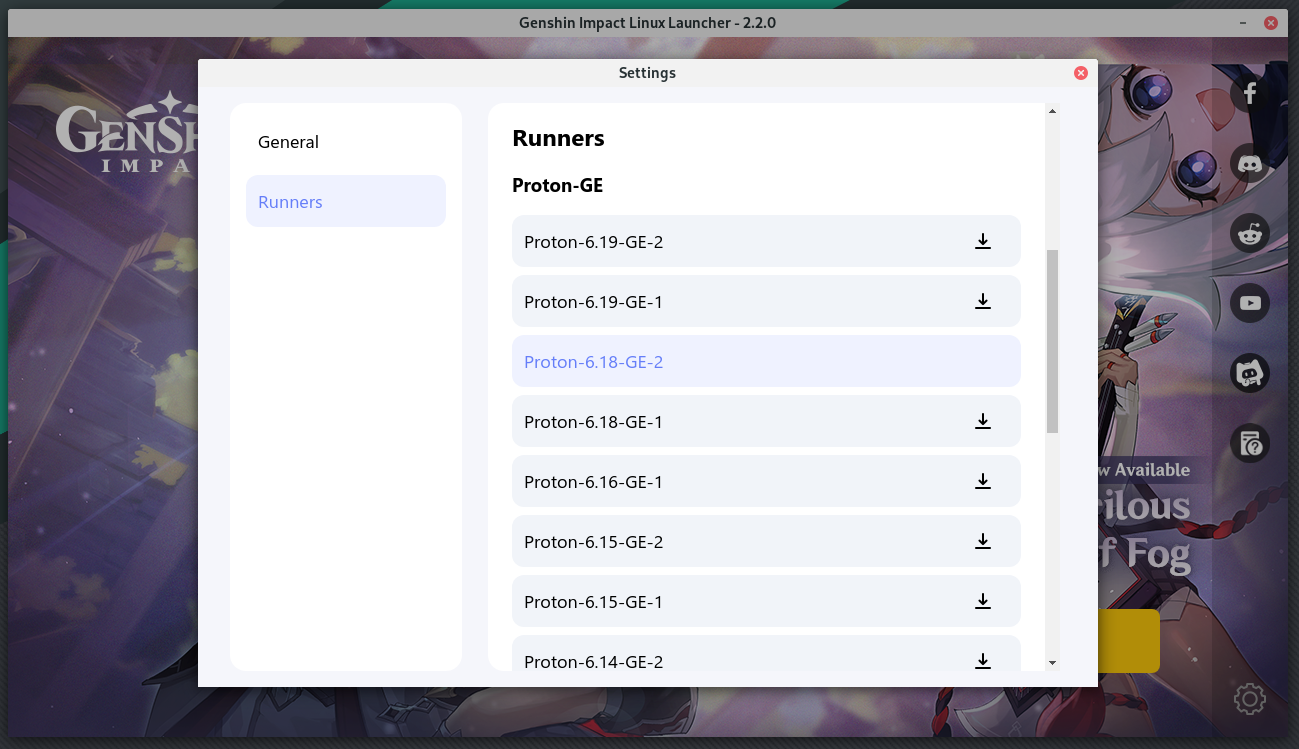 Genshin Impact Linux Launcher - 2.2.0
Settings
General
Runners
Runners
Proton-GE
Proton-6.19-GE-2
Proton-6.19-GE-1
Proton-6.18-GE-2
Proton-6.18-GE-1
Proton-6.16-GE-1
Proton-6.15-GE-2
Proton-6.15-GE-1
Proton-6.14-GE-2
GENSH
IMPA
w Available
rilous
f Fog